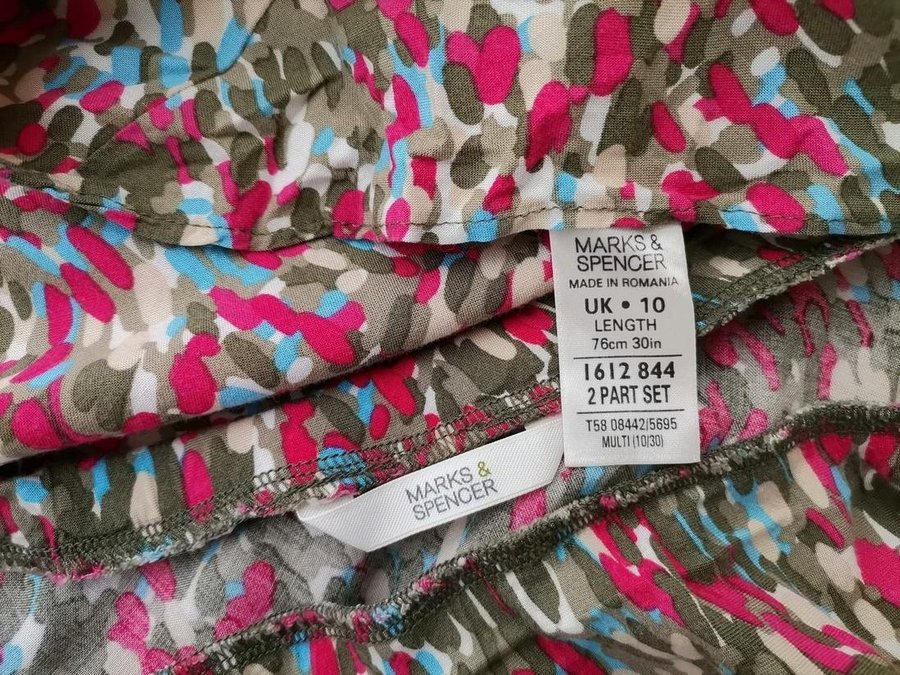 MARKS &
SPENCER
MADE IN ROMANIA
UK • 10
LENGTH
76cm 30in
1612 844
2 PART SET
T58 08442/5695
MULTI (10/30)
MARKS &
SPENCER